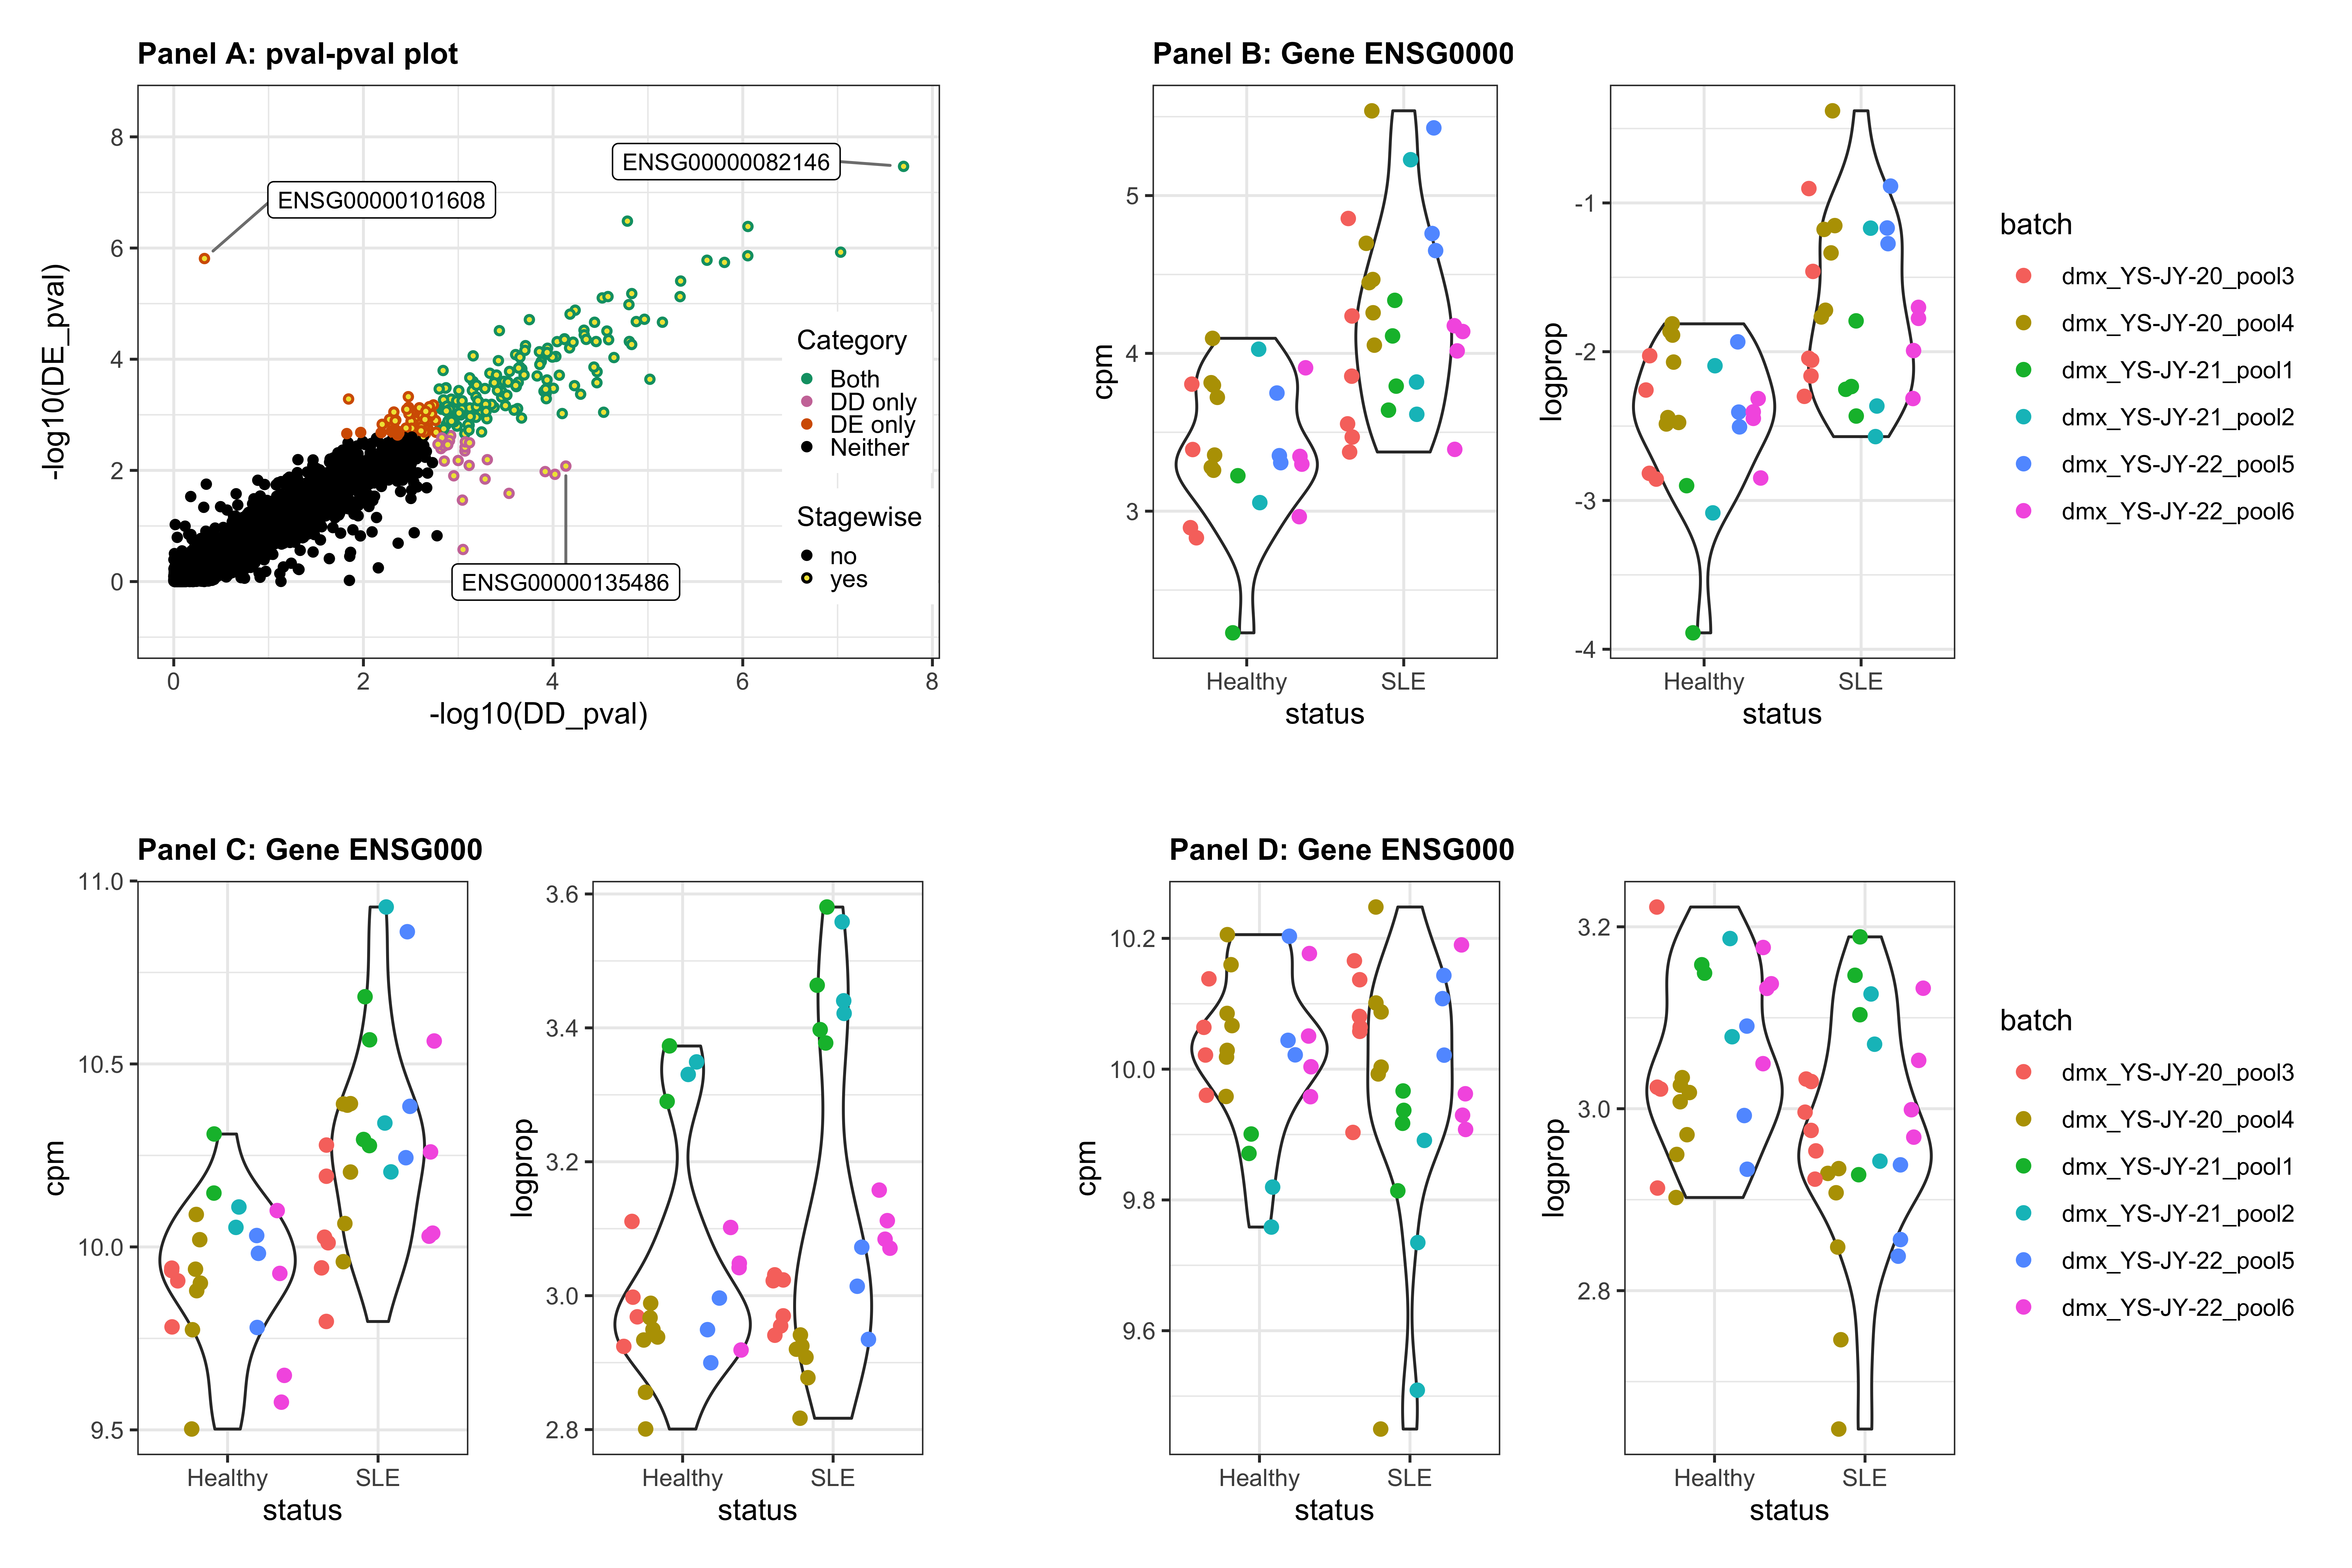 Panel A: pval-pval plot
8
6
4
2
0
-log10(DE_pval)
ENSG00000101608
ENSG00000082146
ENSG00000135486
Category
Both
DD only
DE only
Neither
Stagewise
no
yes
0 2 4 6 8
-log10(DD_pval)
Panel B: Gene ENSG0000
5
4
3
cpm
Healthy SLE
status
-1
-2
-3
-4
logprop
Healthy SLE
status
batch
dmx_YS-JY-20_pool3
dmx_YS-JY-20_pool4
dmx_YS-JY-21_pool1
dmx_YS-JY-21_pool2
dmx_YS-JY-22_pool5
dmx_YS-JY-22_pool6
Panel C: Gene ENSG000
11.0
10.5
10.0
9.5
cpm
Healthy SLE
status
3.6
3.4
3.2
3.0
2.8
logprop
Healthy SLE
status
Panel D: Gene ENSG000
10.2
10.0
9.8
9.6
cpm
Healthy SLE
status
3.2
3.0
2.8
logprop
Healthy SLE
status
batch
dmx_YS-JY-20_pool3
dmx_YS-JY-20_pool4
dmx_YS-JY-21_pool1
dmx_YS-JY-21_pool2
dmx_YS-JY-22_pool5
dmx_YS-JY-22_pool6